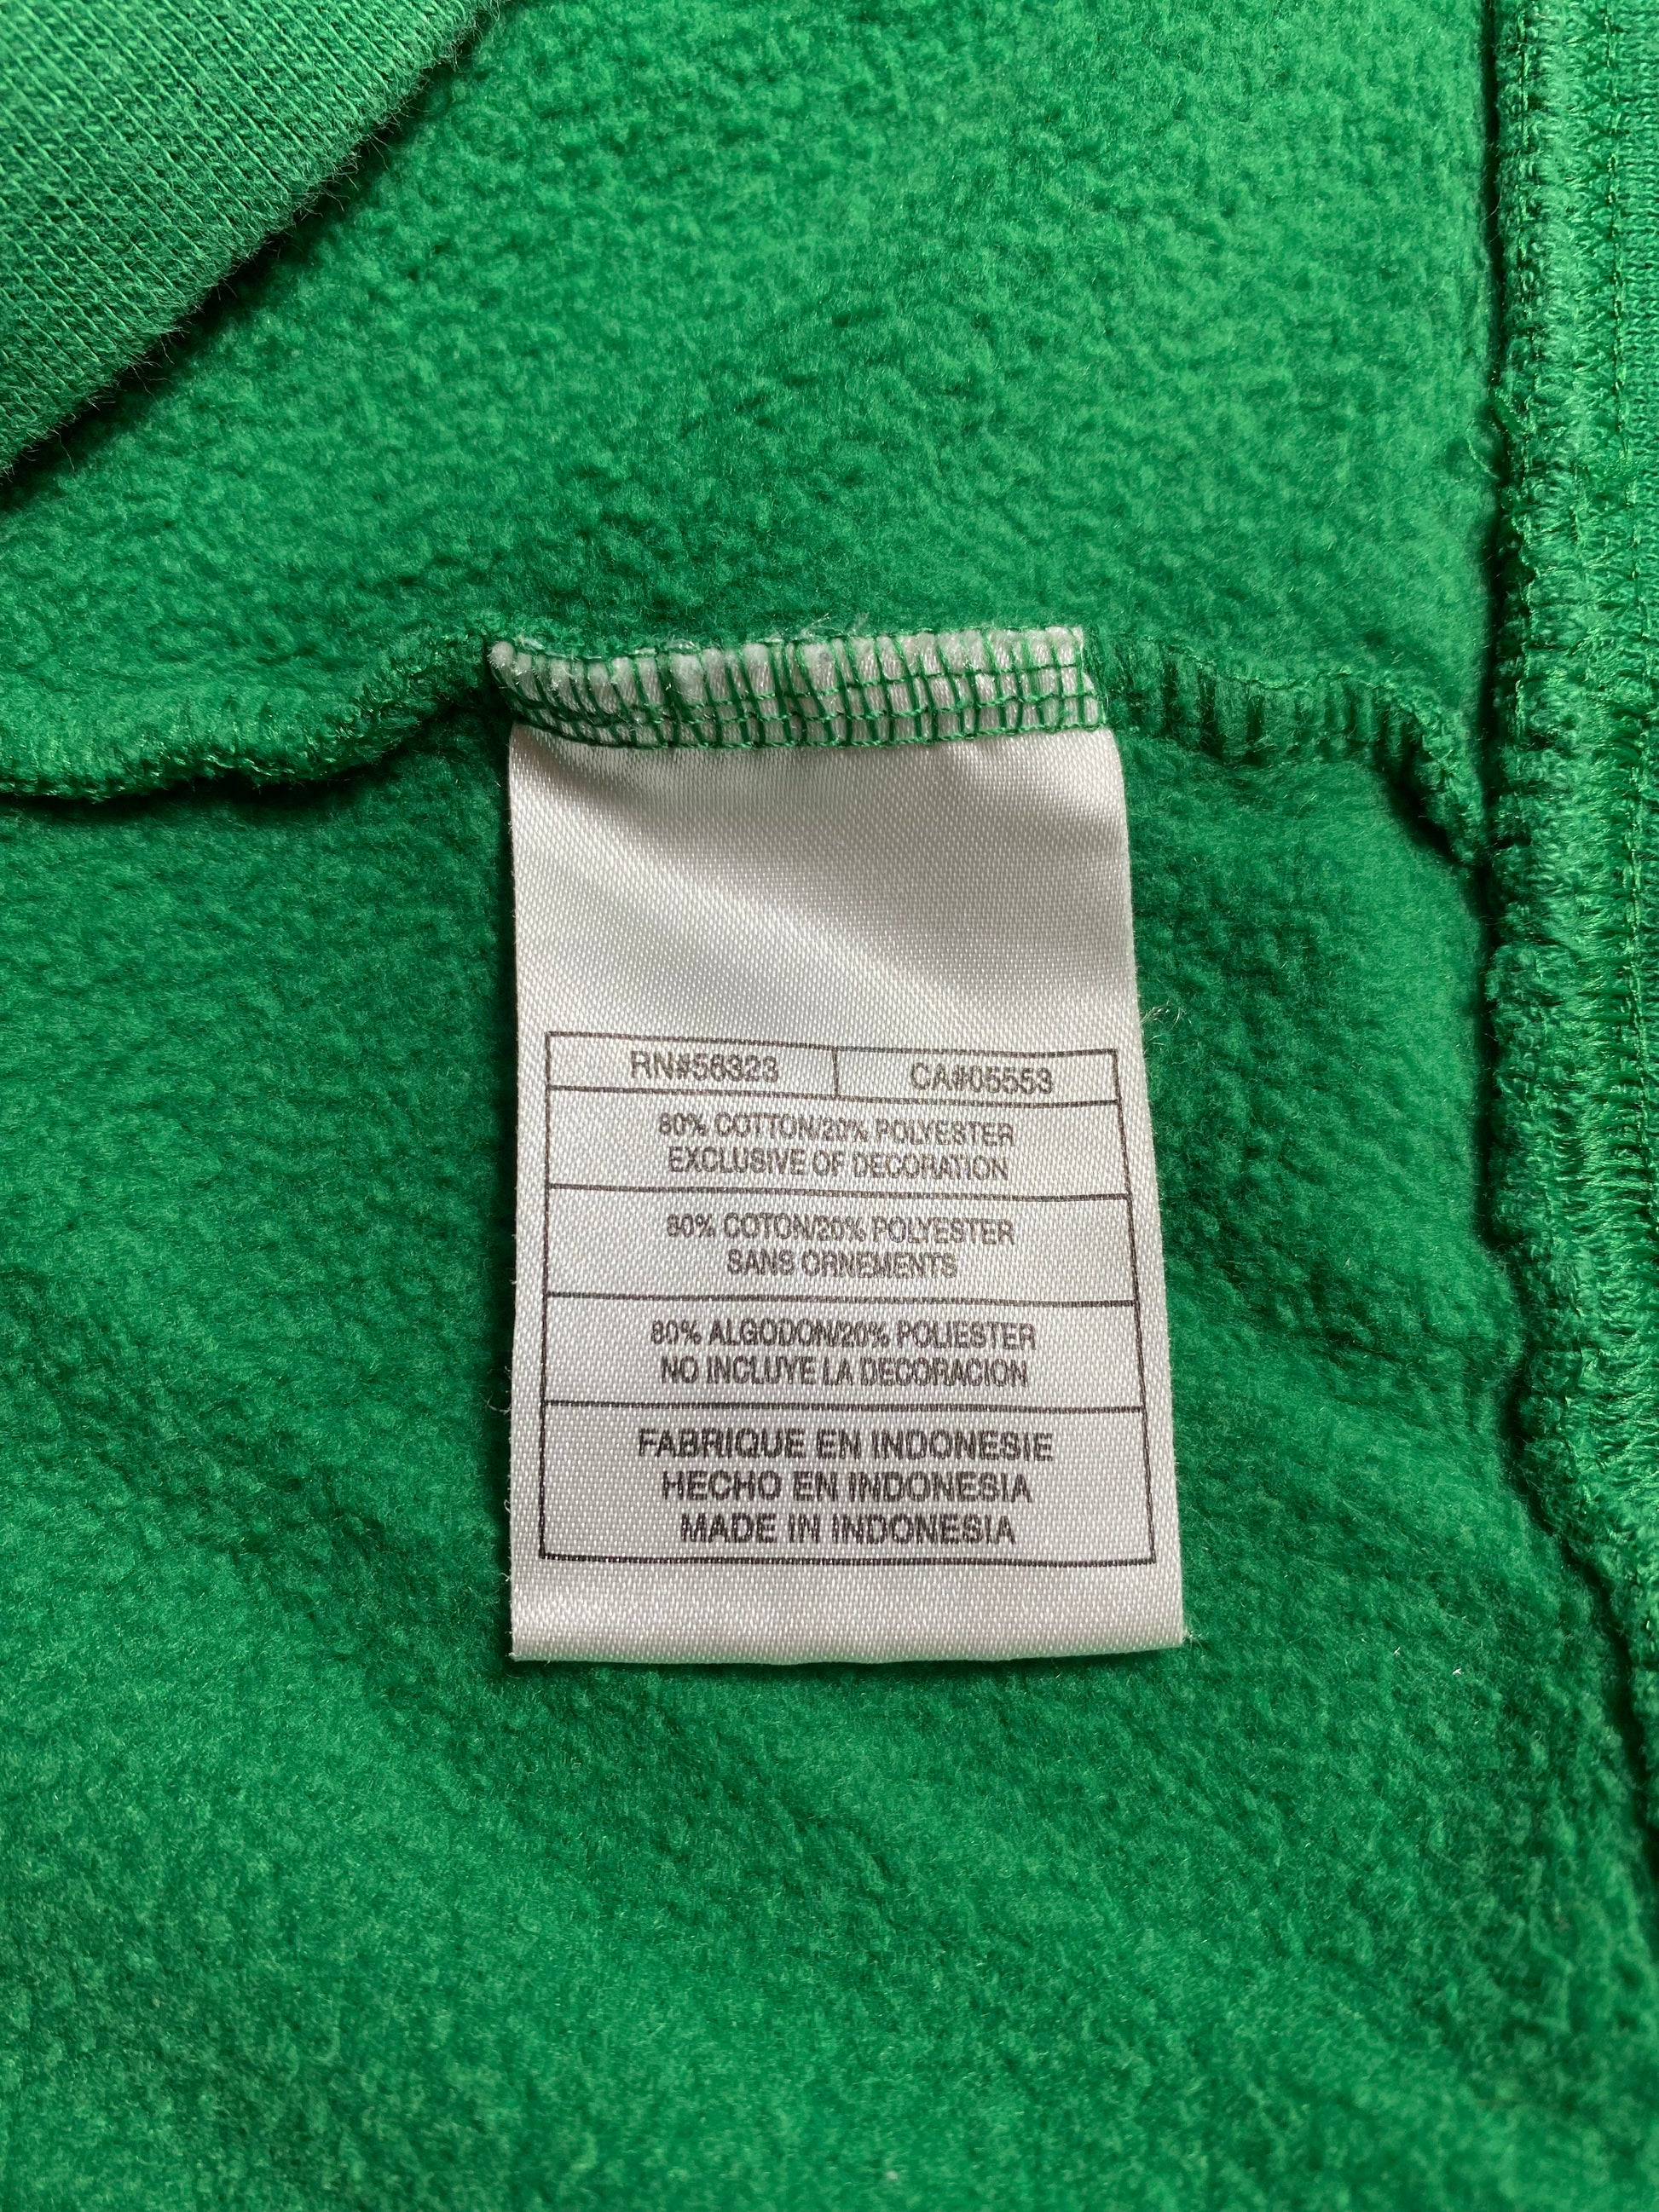 RN#56323 CA#05553
80% COTTON/20% POLYESTER
EXCLUSIVE OF DECORATION
80% COTON/20% POLYESTER
SANS ORNEMENTS
80% ALGODON/20% POLIESTER
NO INCLUYE LA DECORACION
FABRIQUE EN INDONESIE
HECHO EN INDONESIA
MADE IN INDONESIA